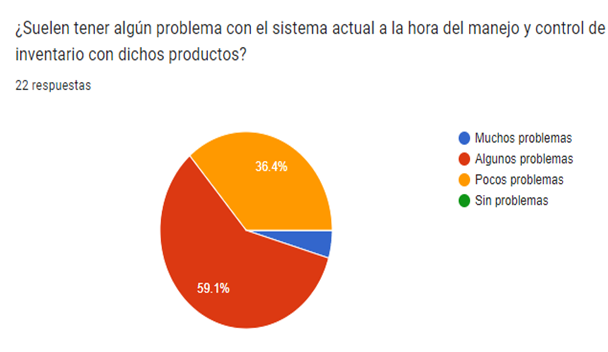 ¿Suelen tener algún problema con el sistema actual a la hora del manejo y control de
inventario con dichos productos?
22 respuestas
Muchos problemas
Algunos problemas
Pocos problemas
Sin problemas
36.4%
59.1%